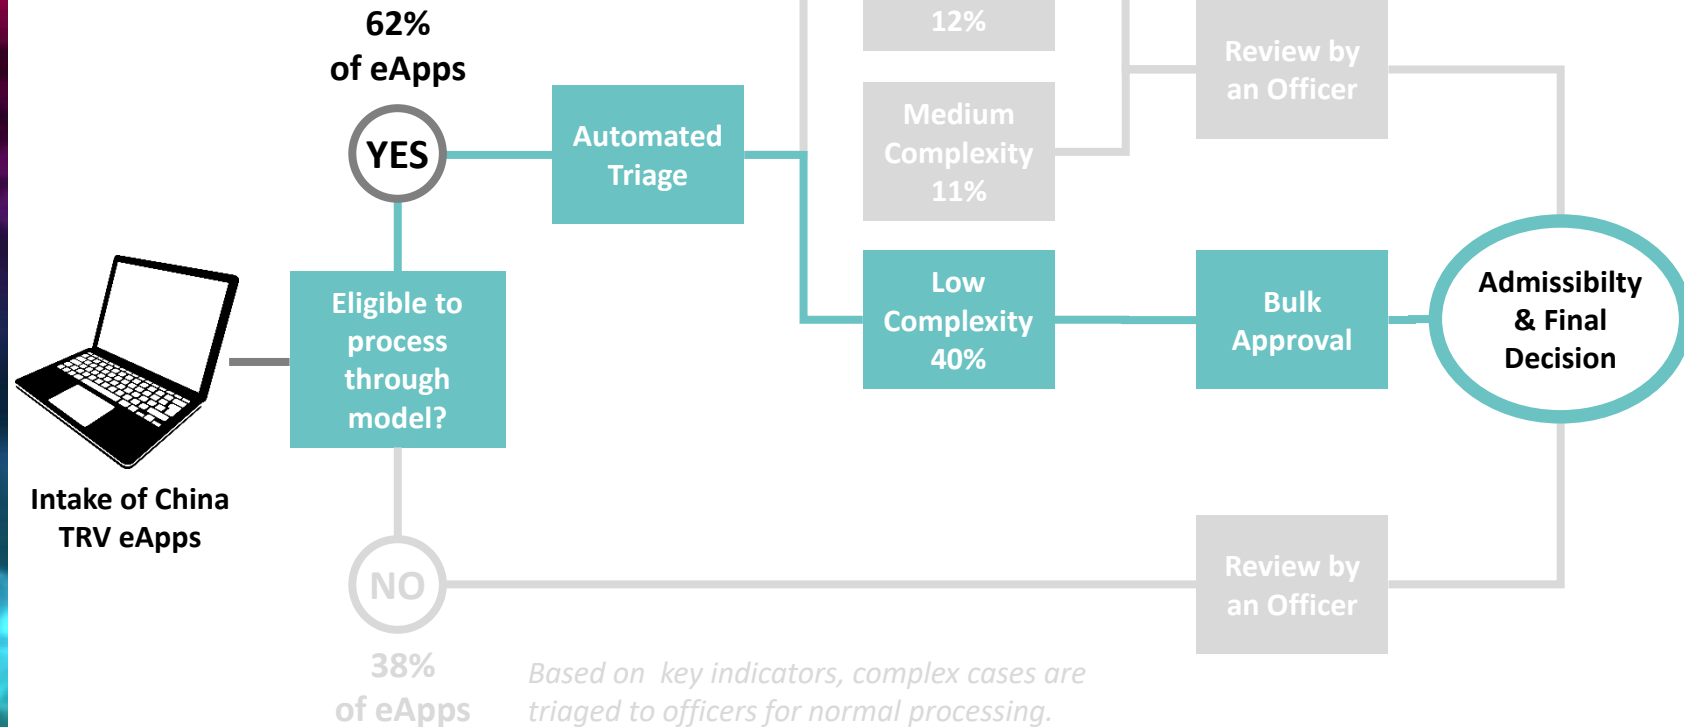 62%
of eApps
YES
Automated
Triage
12%
Medium
Complexity
11%
Review by
an Officer
Eligible to
process
through
model?
Low
Complexity
40%
Bulk
Approval
Admissibilty
& Final
Decision
Intake of China
TRV eApps
NO
38%
of eApps
Review by
an Officer
Based on key indicators, complex cases are
triaged to officers for normal processing.